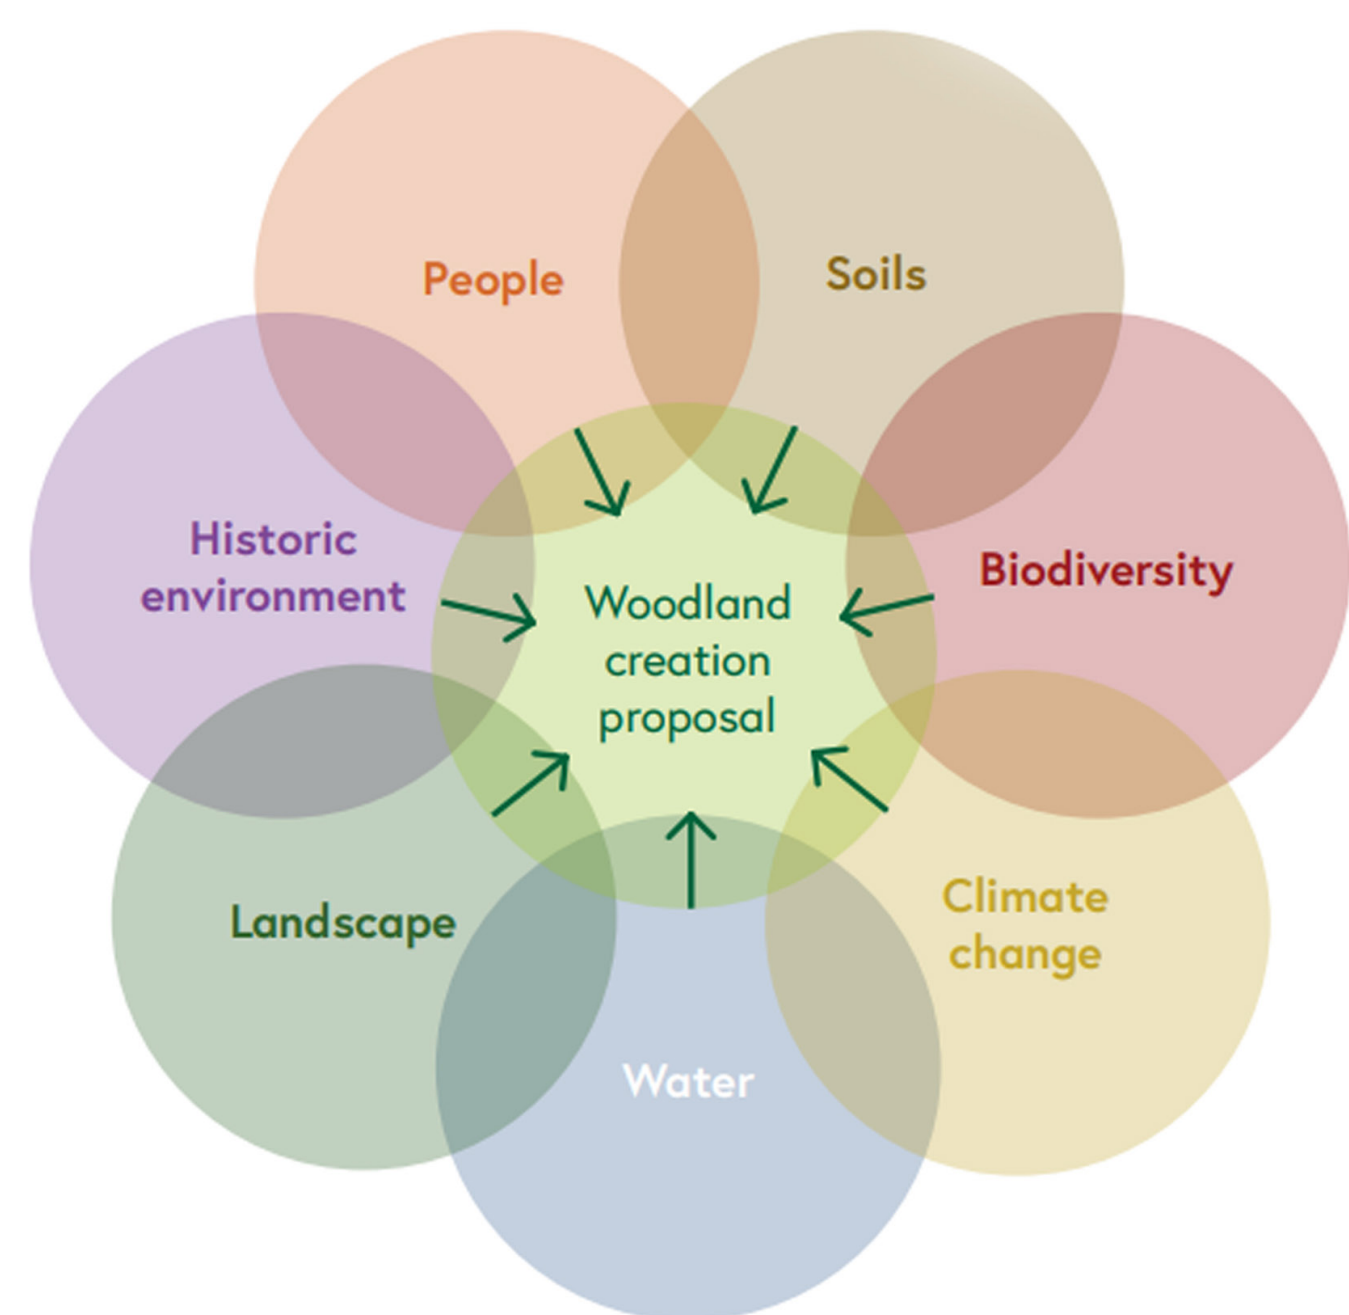 People
Soils
Historic
environment
Biodiversity
Woodland
creation
proposal
Landscape
Climate
change
Water